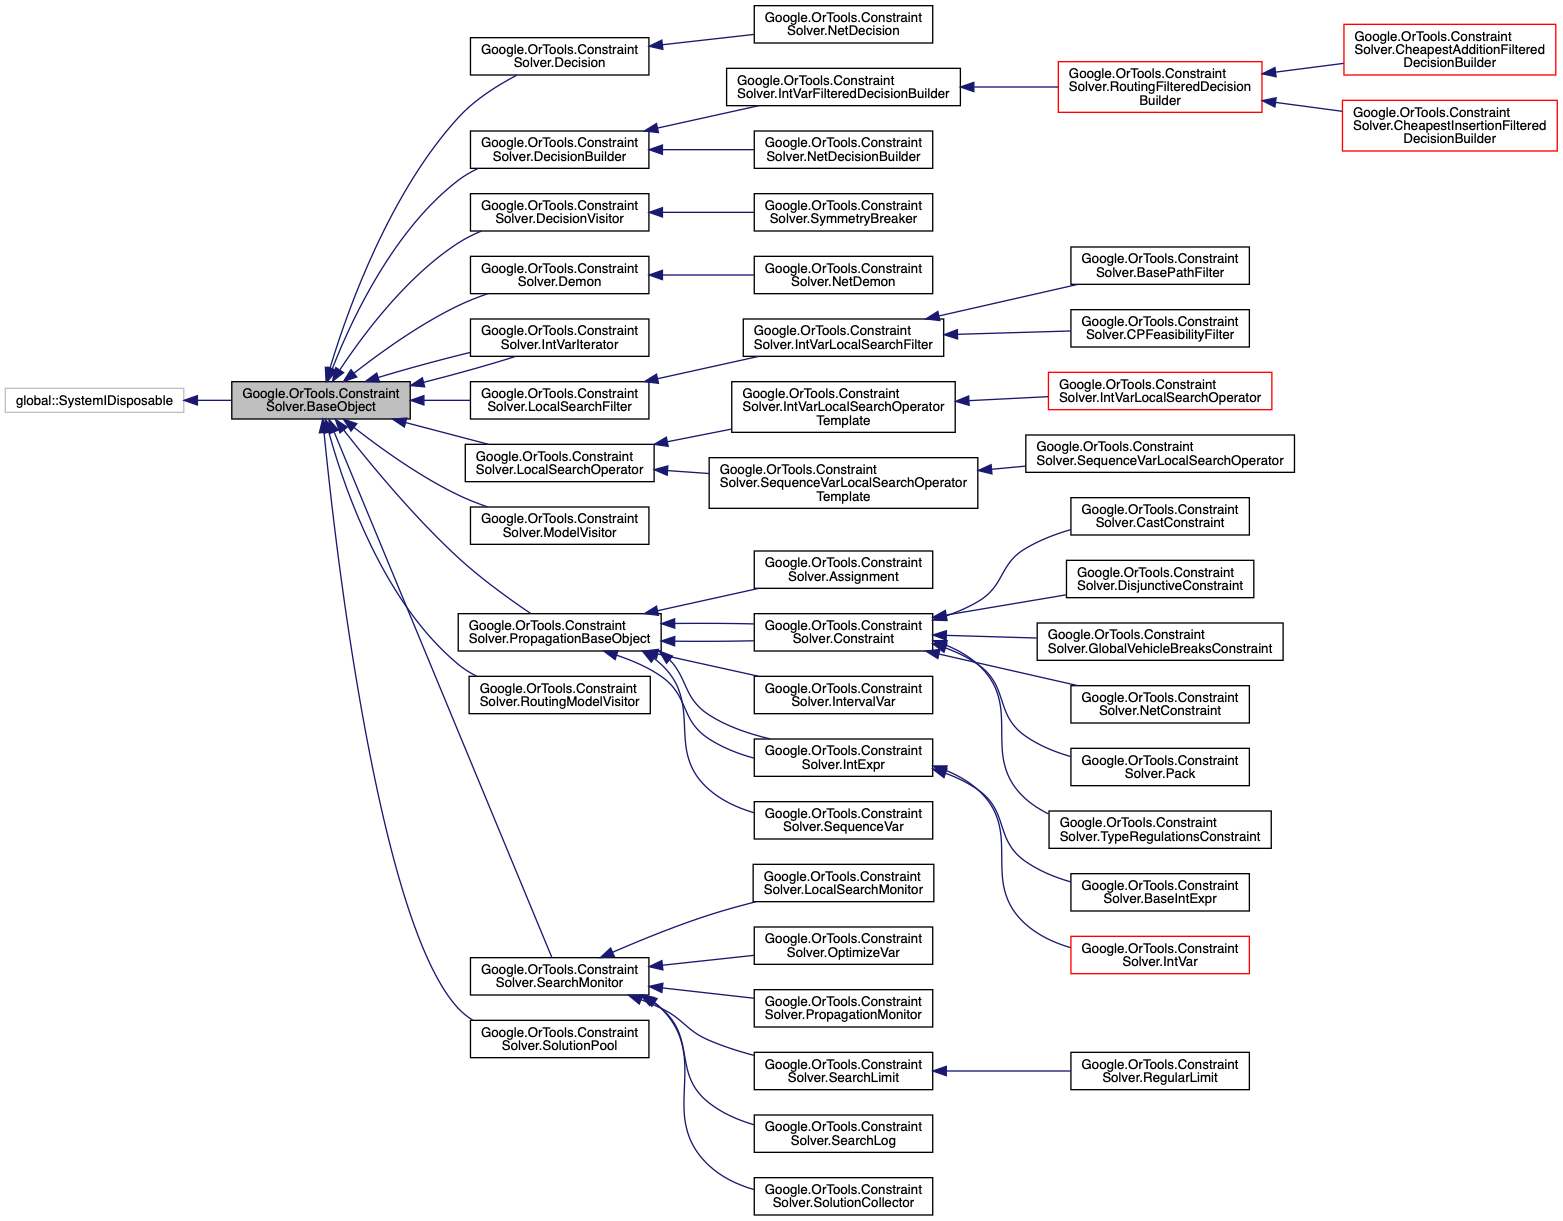 global::SystemIDisposable
Google.OrTools.Constraint
Solver.BaseObject
Google.OrTools.Constraint
Solver.Decision
Google.OrTools.Constraint
Solver.DecisionBuilder
Google.OrTools.Constraint
Solver.DecisionVisitor
Google.OrTools.Constraint
Solver.Demon
Google.OrTools.Constraint
Solver.IntVarIterator
Google.OrTools.Constraint
Solver.LocalSearchFilter
Google.OrTools.Constraint
Solver.LocalSearchOperator
Google.OrTools.Constraint
Solver.ModelVisitor
Google.OrTools.Constraint
Solver.PropagationBaseObject
Google.OrTools.Constraint
Solver.RoutingModelVisitor
Google.OrTools.Constraint
Solver.SearchMonitor
Google.OrTools.Constraint
Solver.SolutionPool
Google.OrTools.Constraint
Solver.NetDecision
Google.OrTools.Constraint
Solver.IntVarFilteredDecisionBuilder
Google.OrTools.Constraint
Solver.NetDecisionBuilder
Google.OrTools.Constraint
Solver.SymmetryBreaker
Google.OrTools.Constraint
Solver.NetDemon
Google.OrTools.Constraint
Solver.IntVarLocalSearchFilter
Google.OrTools.Constraint
Solver.IntVarLocalSearchOperator
Template
Google.OrTools.Constraint
Solver.SequenceVarLocalSearchOperator
Template
Google.OrTools.Constraint
Solver.Assignment
Google.OrTools.Constraint
Solver.Constraint
Google.OrTools.Constraint
Solver.IntervalVar
Google.OrTools.Constraint
Solver.IntExpr
Google.OrTools.Constraint
Solver.SequenceVar
Google.OrTools.Constraint
Solver.LocalSearchMonitor
Google.OrTools.Constraint
Solver.OptimizeVar
Google.OrTools.Constraint
Solver.PropagationMonitor
Google.OrTools.Constraint
Solver.SearchLimit
Google.OrTools.Constraint
Solver.SearchLog
Google.OrTools.Constraint
Solver.SolutionCollector
Google.OrTools.Constraint
Solver.RoutingFilteredDecision
Builder
Google.OrTools.Constraint
Solver.BasePathFilter
Google.OrTools.Constraint
Solver.CPFeasibilityFilter
Google.OrTools.Constraint
Solver.IntVarLocalSearchOperator
Google.OrTools.Constraint
Solver.SequenceVarLocalSearchOperator
Google.OrTools.Constraint
Solver.CastConstraint
Google.OrTools.Constraint
Solver.DisjunctiveConstraint
Google.OrTools.Constraint
Solver.GlobalVehicleBreaksConstraint
Google.OrTools.Constraint
Solver.NetConstraint
Google.OrTools.Constraint
Solver.Pack
Google.OrTools.Constraint
Solver.TypeRegulationsConstraint
Google.OrTools.Constraint
Solver.BaseIntExpr
Google.OrTools.Constraint
Solver.IntVar
Google.OrTools.Constraint
Solver.RegularLimit
Google.OrTools.Constraint
Solver.CheapestAdditionFiltered
DecisionBuilder
Google.OrTools.Constraint
Solver.CheapestInsertionFiltered
DecisionBuilder